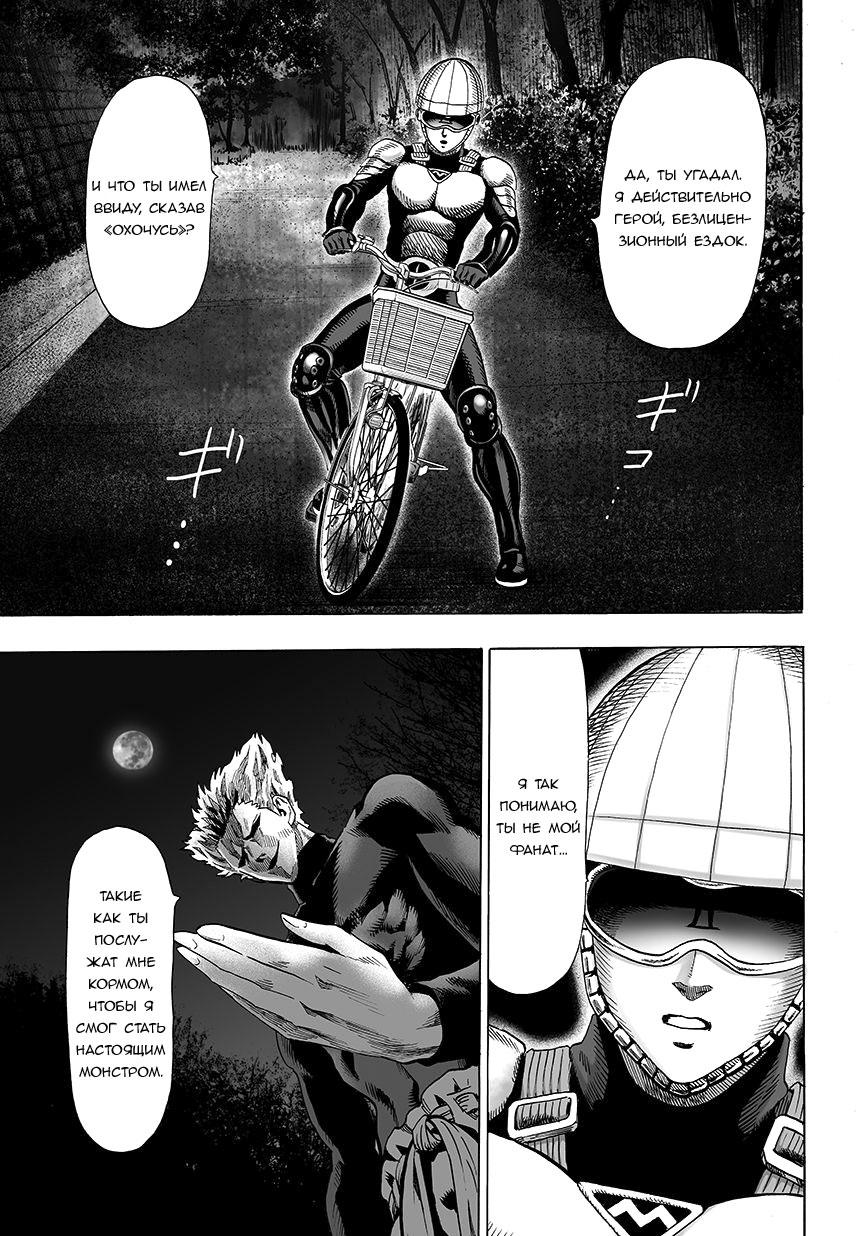 ДА, ТЫ УГАДАЛ.
Я ДЕЙСТВИТЕЛЬНО
ГЕРОЙ, БЕЗЛИЦЕН-
ЗИОННЫЙ ЕЗДОК.
И ЧТО ТЫ ИМЕЛ
ВВИДУ, СКАЗАВ
«ОХОЧУСЬ»?
ギ
コ
ギ
Я ТАК
ПОНИМАЮ,
ТЫ НЕ МОЙ
ФАНАТ...
ТАКИЕ
КАК ТЫ
ПОСЛУ-
ЖАТ МНЕ
КОРМОМ,
ЧТОБЫ Я
СМОГ СТАТЬ
НАСТОЯЩИМ
МОНСТРОМ.